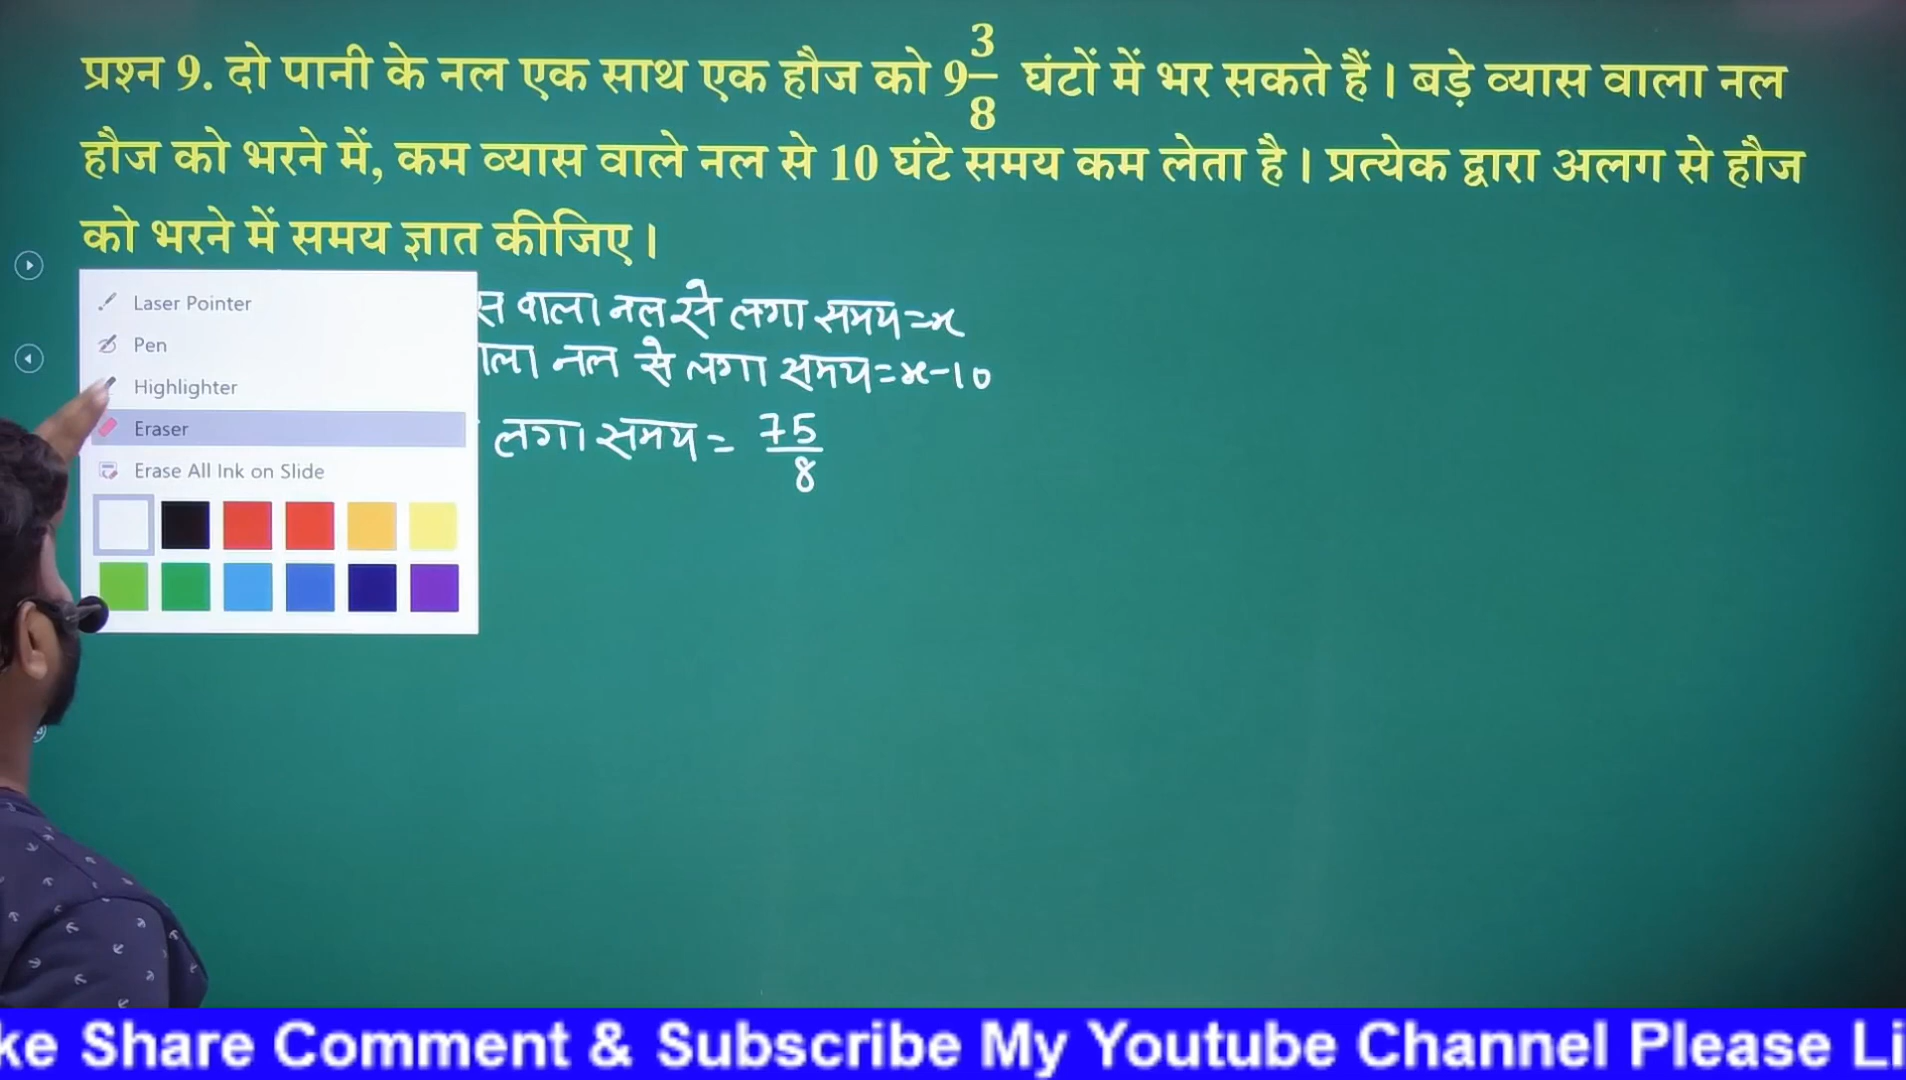 प्रश्न 9. दो पानी के नल एक साथ एक हौज को 9 3/8 घंटों में भर सकते हैं। बड़े व्यास वाला नल
हौज को भरने में, कम व्यास वाले नल से 10 घंटे समय कम लेता है। प्रत्येक द्वारा अलग से हौज
को भरने में समय ज्ञात कीजिए।
Laser Pointer
Pen
Highlighter
Eraser
Erase All Ink on Slide
स वाला नल से लगा समय=x
ला नल से लगा समय=x-10
लगा समय= 75/8
ke Share Comment & Subscribe My Youtube Channel Please Li